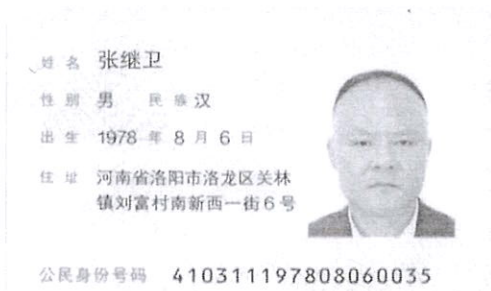 姓名 张继卫
性别 男 民族 汉
出生 1978 年 8 月 6 日
住址 河南省洛阳市洛龙区关林
镇刘富村南新西一街6号
公民身份号码 410311197808060035